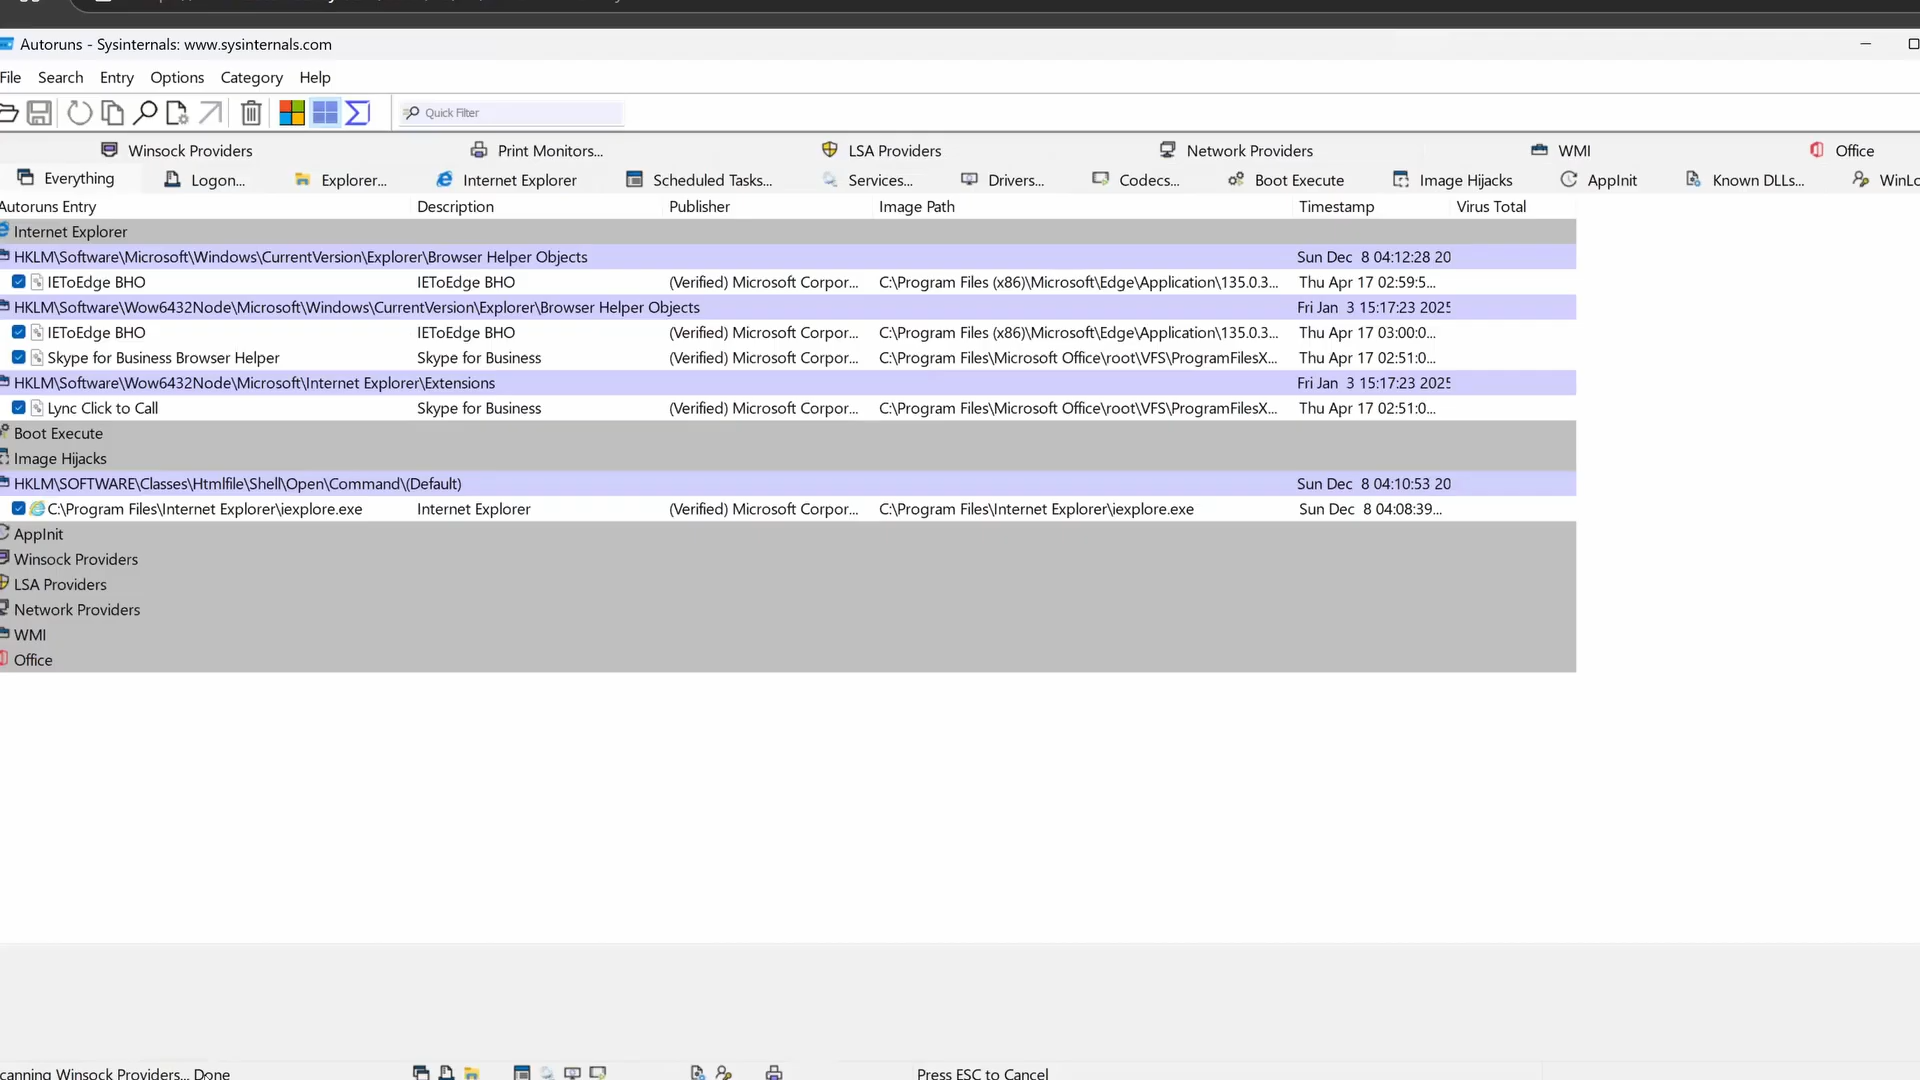 Autoruns - Sysinternals: www.sysinternals.com
File Search Entry Options Category Help
Quick Filter
Winsock Providers Print Monitors... LSA Providers Network Providers WMI Office
Everything Logon... Explorer... Internet Explorer Scheduled Tasks... Services... Drivers... Codecs... Boot Execute Image Hijacks AppInit Known DLLs... WinLo
Autoruns Entry Description Publisher Image Path Timestamp Virus Total
Internet Explorer
HKLM\Software\Microsoft\Windows\CurrentVersion\Explorer\Browser Helper Objects Sun Dec 8 04:12:28 20
IEToEdge BHO IEToEdge BHO (Verified) Microsoft Corpor... C:\Program Files (x86)\Microsoft\Edge\Application\135.0.3... Thu Apr 17 02:59:5...
HKLM\Software\Wow6432Node\Microsoft\Windows\CurrentVersion\Explorer\Browser Helper Objects Fri Jan 3 15:17:23 2025
IEToEdge BHO IEToEdge BHO (Verified) Microsoft Corpor... C:\Program Files (x86)\Microsoft\Edge\Application\135.0.3... Thu Apr 17 03:00:0...
Skype for Business Browser Helper Skype for Business (Verified) Microsoft Corpor... C:\Program Files\Microsoft Office\root\VFS\ProgramFilesX... Thu Apr 17 02:51:0...
HKLM\Software\Wow6432Node\Microsoft\Internet Explorer\Extensions Fri Jan 3 15:17:23 2025
Lync Click to Call Skype for Business (Verified) Microsoft Corpor... C:\Program Files\Microsoft Office\root\VFS\ProgramFilesX... Thu Apr 17 02:51:0...
Boot Execute
Image Hijacks
HKLM\SOFTWARE\Classes\Htmlfile\Shell\Open\Command\(Default) Sun Dec 8 04:10:53 20
C:\Program Files\Internet Explorer\iexplore.exe Internet Explorer (Verified) Microsoft Corpor... C:\Program Files\Internet Explorer\iexplore.exe Sun Dec 8 04:08:39...
AppInit
Winsock Providers
LSA Providers
Network Providers
WMI
Office
canning Winsock Providers... Done Press ESC to Cancel